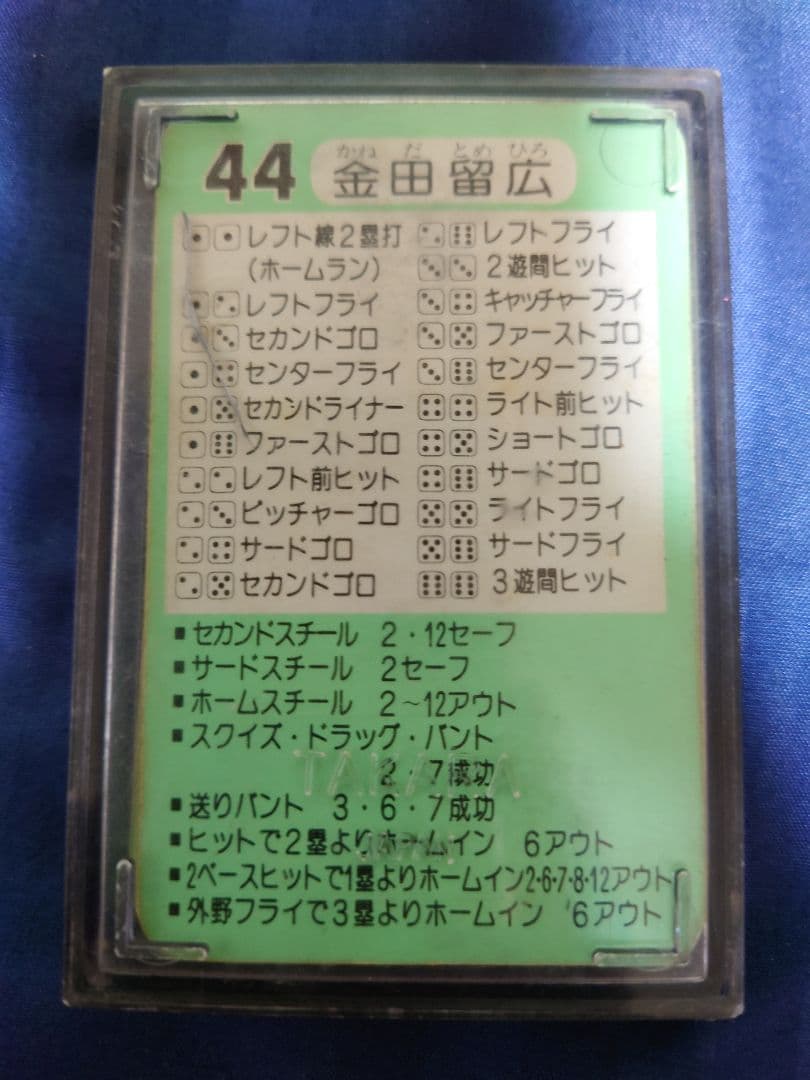 44 金田留広
かね だ とめ ひろ
⚀⚀レフト線2塁打
(ホームラン)
⚀⚁レフトフライ
⚀⚂セカンドゴロ
⚀⚃センターフライ
⚀⚄セカンドライナー
⚀⚅ファーストゴロ
⚁⚁レフト前ヒット
⚁⚂ピッチャーゴロ
⚁⚃サードゴロ
⚁⚄セカンドゴロ
⚁⚅レフトフライ
⚂⚂2遊間ヒット
⚂⚃キャッチャーフライ
⚂⚄ファーストゴロ
⚂⚅センターフライ
⚃⚃ライト前ヒット
⚃⚄ショートゴロ
⚃⚅サードゴロ
⚄⚄ライトフライ
⚄⚅サードフライ
⚅⚅3遊間ヒット
■セカンドスチール 2・12セーフ
■サードスチール 2セーフ
■ホームスチール 2~12アウト
■スクイズ・ドラッグ・バント
2・7成功
■送りバント 3・6・7成功
■ヒットで2塁よりホームイン 6アウト
■2ベースヒットで1塁よりホームイン2・6・7・8・12アウト
■外野フライで3塁よりホームイン 6アウト
TAKARA